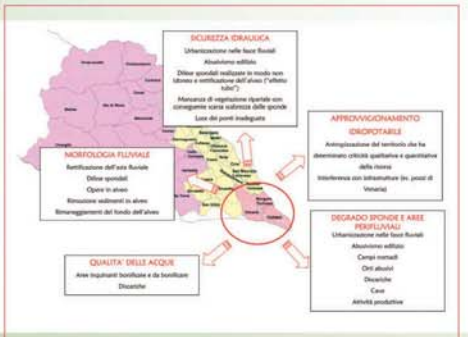 SICUREZZA IDRAULICA
Urbanizzazione nelle fasce fluviali
Abusivismo edilizio
Difese spondali realizzate in modo non
idoneo e rettificazione dell'alveo ("effetto
tubo")
Mancanza di vegetazione ripariale con
conseguente scarsa scabrezza delle sponde
Luce dei ponti inadeguata
APPROVVIGIONAMENTO
IDROPOTABILE
Antropizzazione del territorio che ha
determinato criticità qualitativa e quantitativa
della risorsa
Interferenza con infrastrutture (es. pozzi di
Venaria)
MORFOLOGIA FLUVIALE
Rettificazione dell'asta fluviale
Difese spondali
Opere in alveo
Rimozione sedimenti in alveo
Rimaneggiamenti del fondo dell'alveo
DEGRADO SPONDE E AREE
PERIFLUVIALI
Urbanizzazione nelle fasce fluviali
Abusivismo edilizio
Campi nomadi
Orti abusivi
Discariche
Cave
Attività produttive
QUALITA' DELLE ACQUE
Aree inquinanti bonificate e da bonificare
Discariche